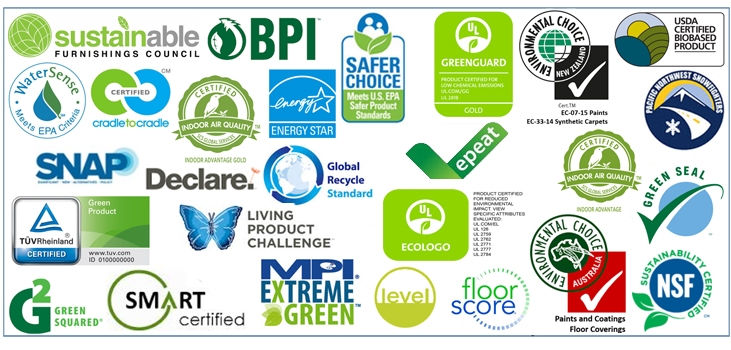 sustainable
FURNISHINGS COUNCIL
BPI
SAFER
CHOICE
Meets U.S. EPA
Safer Product
Standards
UL
GREENGUARD
PRODUCT CERTIFIED FOR
LOW CHEMICAL EMISSIONS
UL.COM/GG
UL 2818
GOLD
ENVIRONMENTAL CHOICE
NEW ZEALAND
Cert.TM
EC-07-15 Paints
EC-33-14 Synthetic Carpets
USDA
CERTIFIED
BIOBASED
PRODUCT
WaterSense
Meets EPA Criteria
CM
CERTIFIED
cradletocradle
CERTIFIED
INDOOR AIR QUALITY
SCS GLOBAL SERVICES
INDOOR ADVANTAGE GOLD
energy
ENERGY STAR
PACIFIC NORTHWEST SNOWFIGHTERS
SNAP
SIGNIFICANT NEW ALTERNATIVES POLICY
Declare.
Global
Recycle
Standard
epeat
CERTIFIED
INDOOR AIR QUALITY
SCS GLOBAL SERVICES
INDOOR ADVANTAGE
GREEN SEAL
TÜVRheinland
CERTIFIED
Green
Product
www.tuv.com
ID 0100000000
LIVING
PRODUCT
CHALLENGE
UL
ECOLOGO
PRODUCT CERTIFIED
FOR REDUCED
ENVIRONMENTAL
IMPACT. VIEW
SPECIFIC ATTRIBUTES
EVALUATED:
UL.COM/EL
UL 126
UL 2759
UL 2762
UL 2771
UL 2777
UL 2784
ENVIRONMENTAL CHOICE
AUSTRALIA
Paints and Coatings
Floor Coverings
SUSTAINABILITY CERTIFIED
NSF
G2
GREEN
SQUARED®
SMART
certified
MPI®
EXTREME
GREEN™
level
floor
score